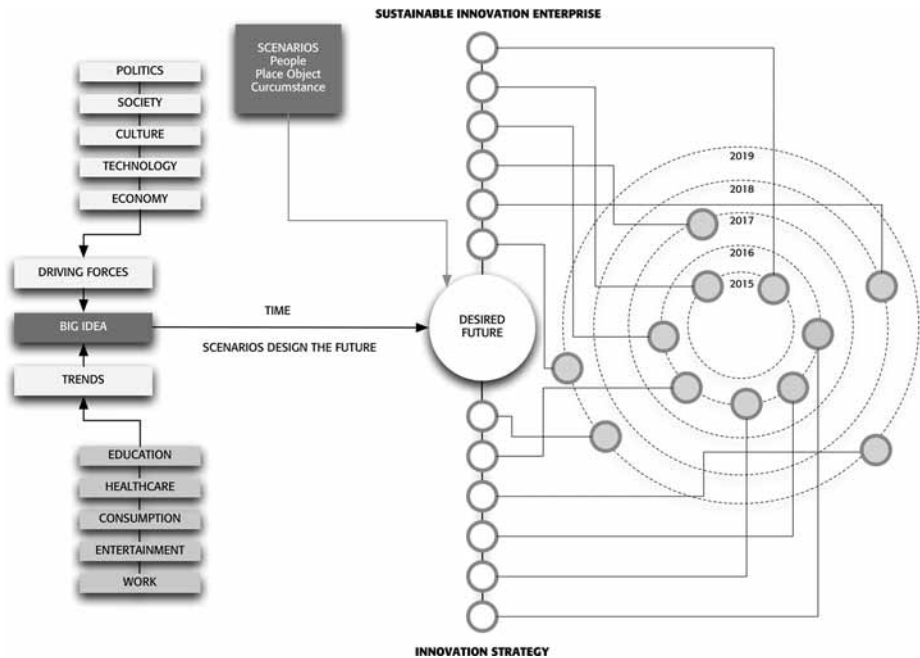 SUSTAINABLE INNOVATION ENTERPRISE
SCENARIOS
People
Place Object
Curcumstance
POLITICS
SOCIETY
CULTURE
TECHNOLOGY
ECONOMY
DRIVING FORCES
BIG IDEA
TRENDS
EDUCATION
HEALTHCARE
CONSUMPTION
ENTERTAINMENT
WORK
TIME
SCENARIOS DESIGN THE FUTURE
DESIRED
FUTURE
2019
2018
2017
2016
2015
INNOVATION STRATEGY